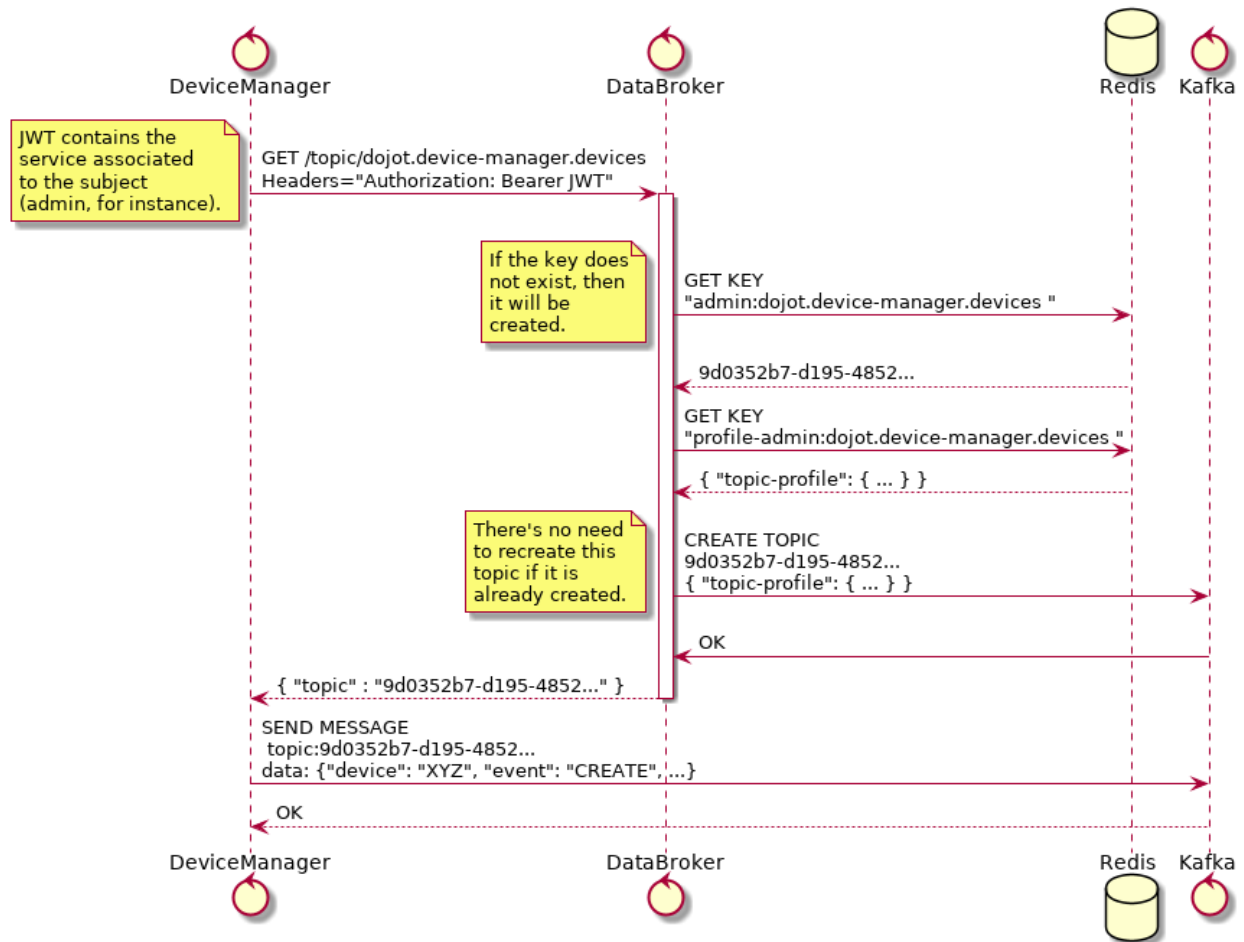 DeviceManager
DataBroker
Redis
Kafka
JWT contains the
service associated
to the subject
(admin, for instance).
GET /topic/dojot.device-manager.devices
Headers="Authorization: Bearer JWT"
If the key does
not exist, then
it will be
created.
GET KEY
"admin:dojot.device-manager.devices "
9d0352b7-d195-4852...
GET KEY
"profile-admin:dojot.device-manager.devices "
{ "topic-profile": { ... } }
There's no need
to recreate this
topic if it is
already created.
CREATE TOPIC
9d0352b7-d195-4852...
{ "topic-profile": { ... } }
OK
{ "topic" : "9d0352b7-d195-4852..." }
SEND MESSAGE
topic:9d0352b7-d195-4852...
data: {"device": "XYZ", "event": "CREATE", ...}
OK
DeviceManager
DataBroker
Redis
Kafka